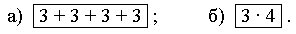 а) 3 + 3 + 3 + 3 ; б) 3 · 4 .